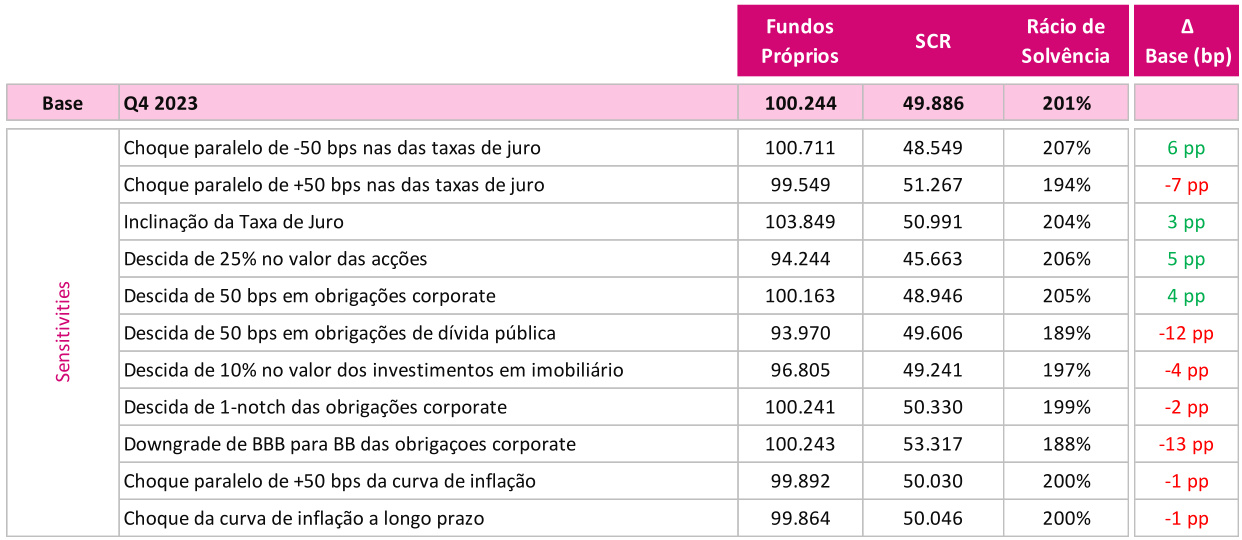 Fundos Próprios SCR Rácio de Solvência Δ Base (bp)
Base Q4 2023 100.244 49.886 201%
Sensitivities
Choque paralelo de -50 bps nas das taxas de juro 100.711 48.549 207% 6 pp
Choque paralelo de +50 bps nas das taxas de juro 99.549 51.267 194% -7 pp
Inclinação da Taxa de Juro 103.849 50.991 204% 3 pp
Descida de 25% no valor das acções 94.244 45.663 206% 5 pp
Descida de 50 bps em obrigações corporate 100.163 48.946 205% 4 pp
Descida de 50 bps em obrigações de dívida pública 93.970 49.606 189% -12 pp
Descida de 10% no valor dos investimentos em imobiliário 96.805 49.241 197% -4 pp
Descida de 1-notch das obrigações corporate 100.241 50.330 199% -2 pp
Downgrade de BBB para BB das obrigaçoes corporate 100.243 53.317 188% -13 pp
Choque paralelo de +50 bps da curva de inflação 99.892 50.030 200% -1 pp
Choque da curva de inflação a longo prazo 99.864 50.046 200% -1 pp